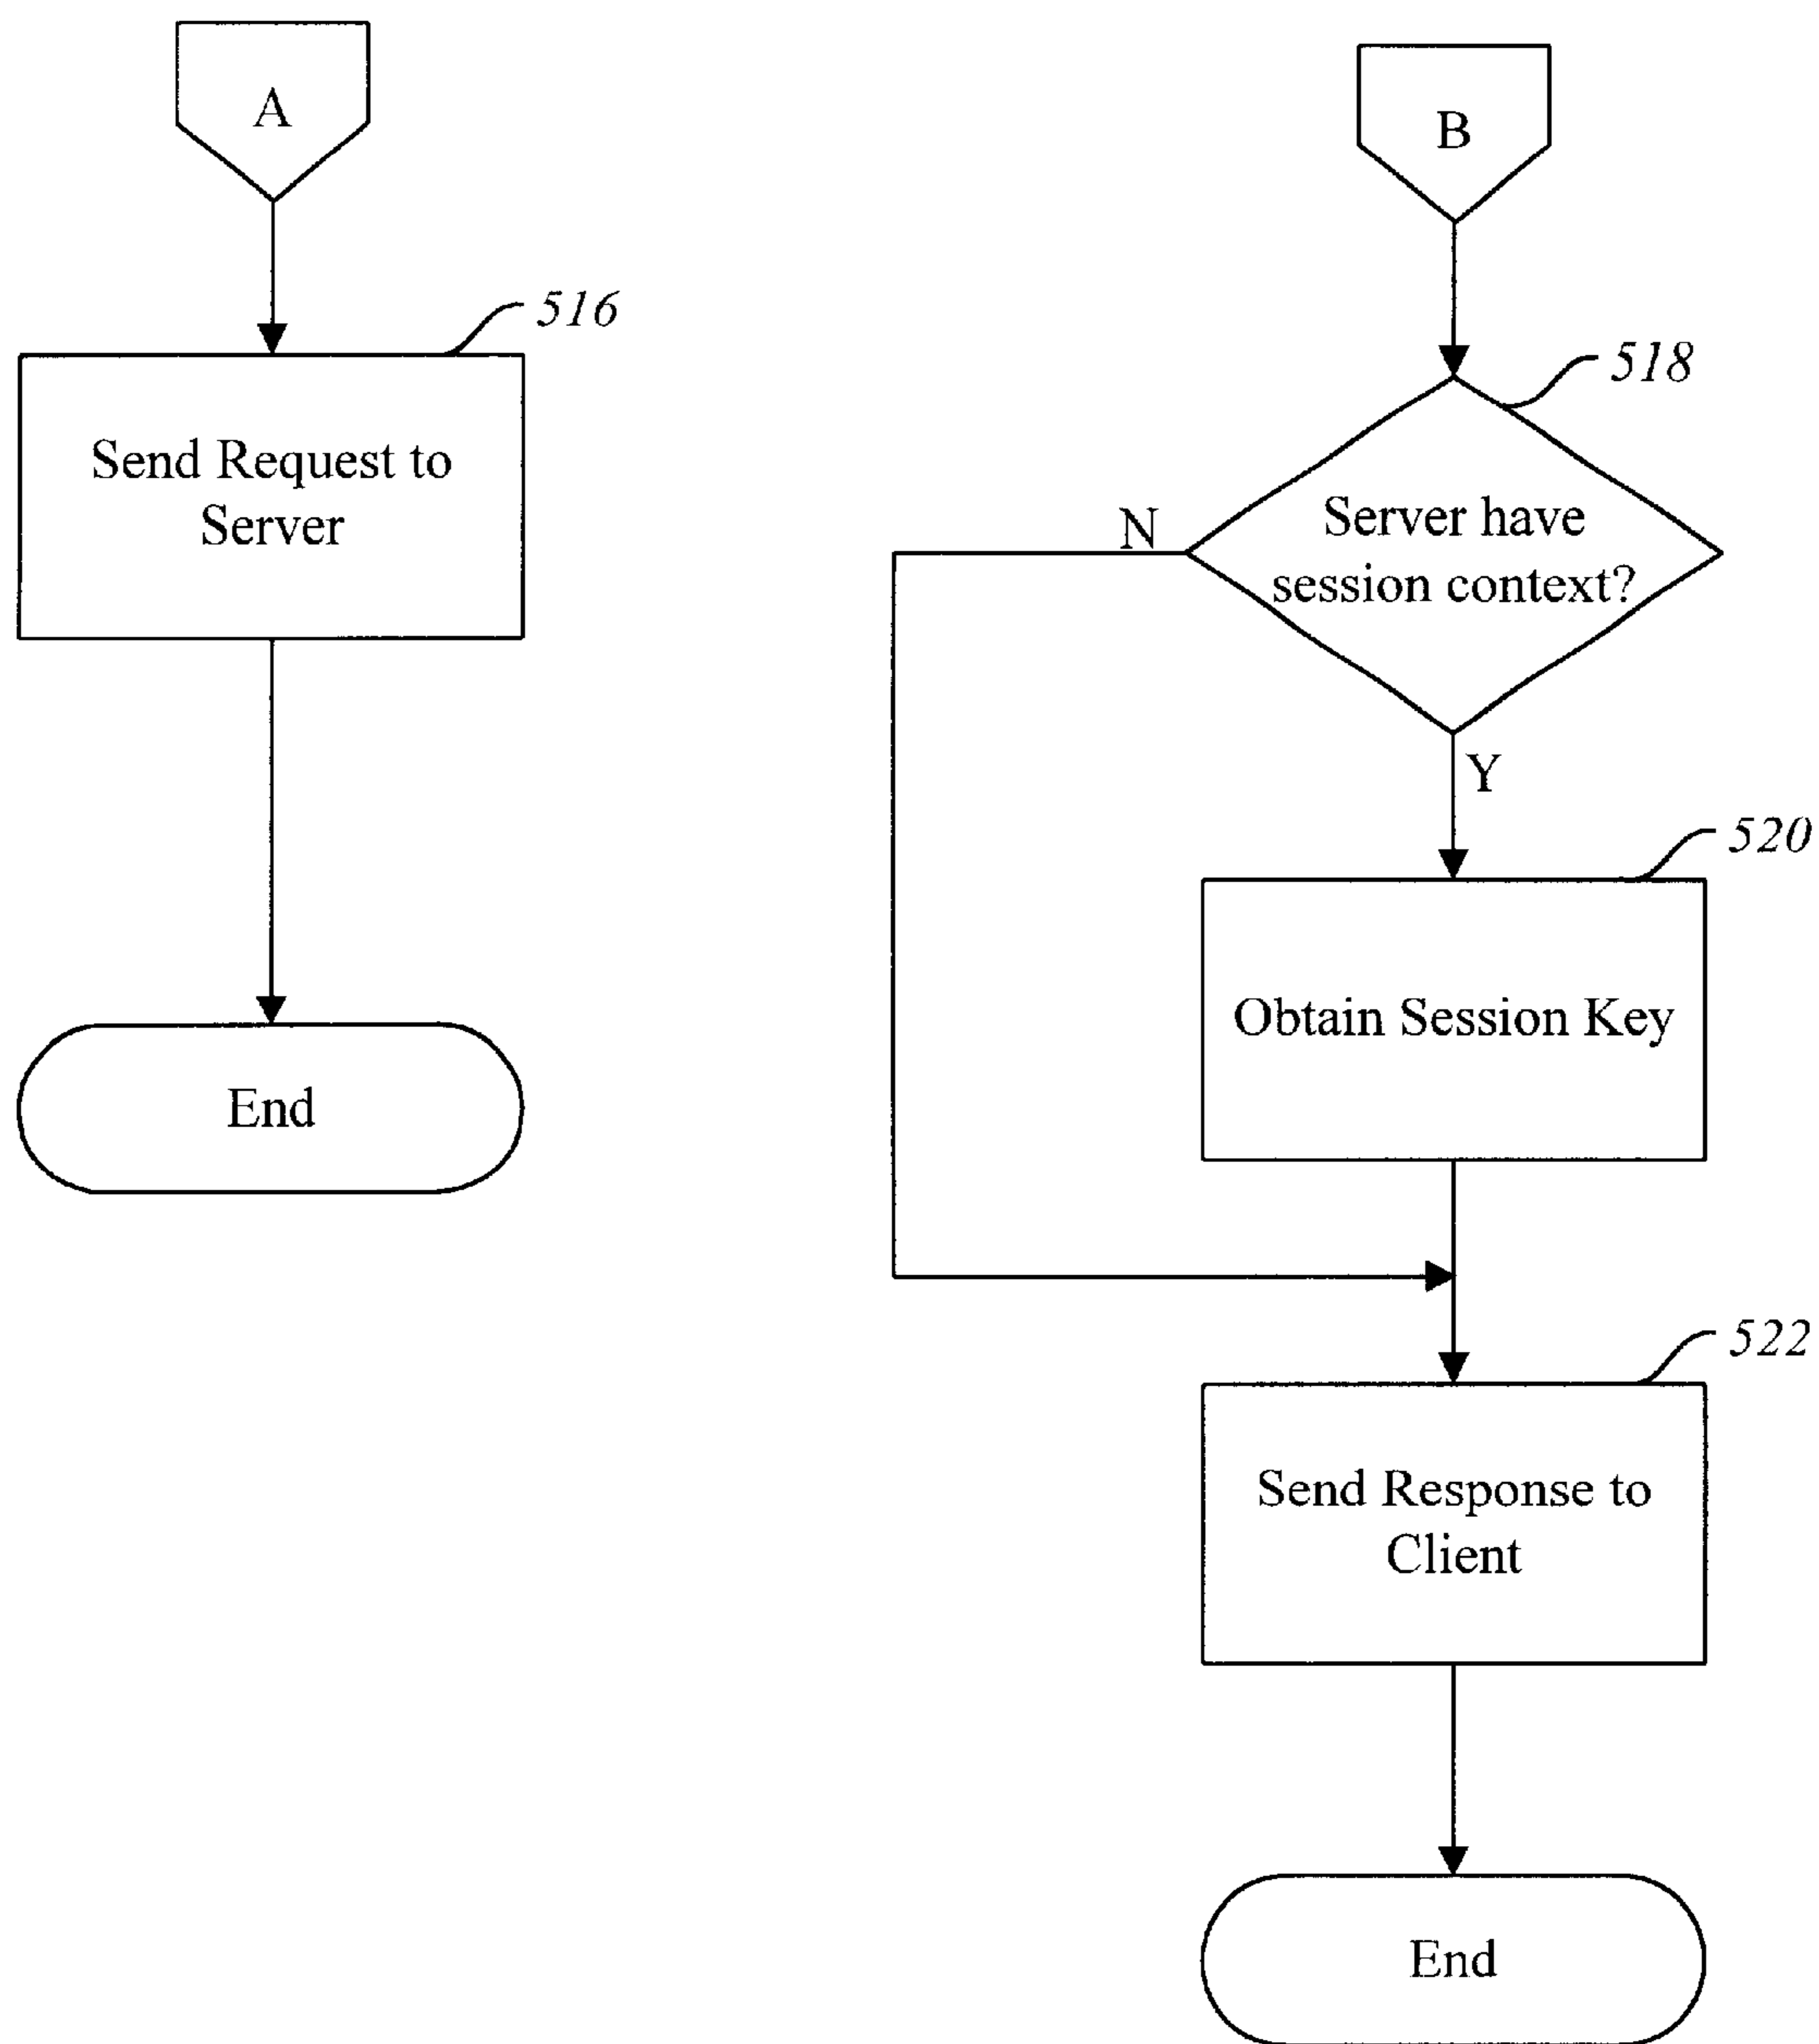 A
516
Send Request to
Server
End
B
518
Server have
session context?
N
Y
520
Obtain Session Key
522
Send Response to
Client
End